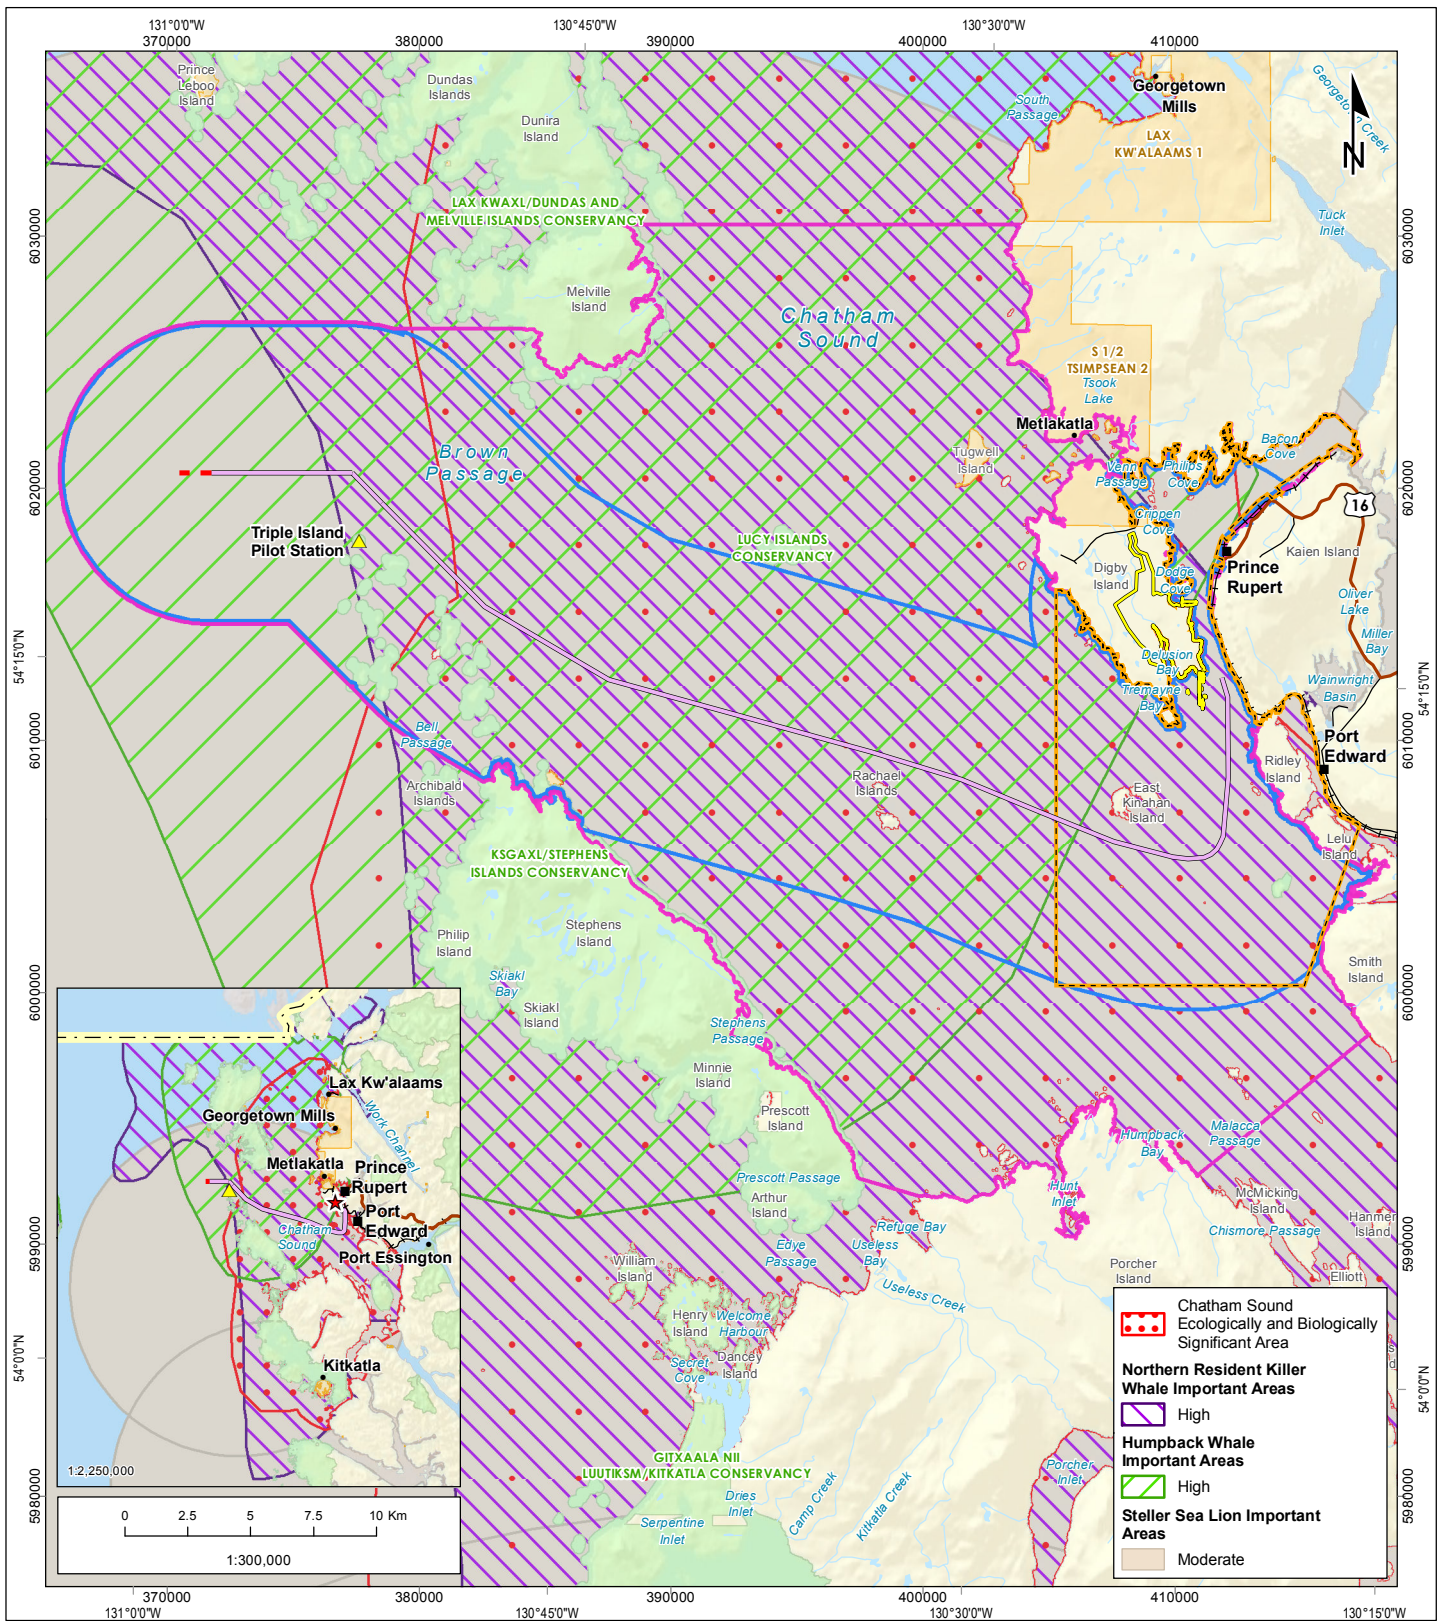 131°0'0"W
130°45'0"W
130°30'0"W
370000
380000
390000
400000
410000
Prince
Leboo
Island
Dundas
Islands
Dunira
Island
South
Passage
Georgetown
Mills
Georgetown Creek
N
LAX
KW'ALAAMS 1
LAX KWAXL/DUNDAS AND
MELVILLE ISLANDS CONSERVANCY
Tuck
Inlet
6030000
6030000
Melville
Island
Chatham
Sound
S 1/2
TSIMPSEAN 2
Tsook
Lake
Metlakatla
Brown
Passage
Tugwell
Island
Bacon
Cove
Venn
Passage
Philips
Cove
6020000
6020000
16
Crippen
Cove
Triple Island
Pilot Station
LUCY ISLANDS
CONSERVANCY
Kaien Island
Digby
Island
Prince
Rupert
Dodge
Cove
Oliver
Lake
Miller
Bay
54°15'0"N
54°15'0"N
Delusion
Bay
Wainwright
Basin
Tremayne
Bay
6010000
6010000
Bell
Passage
Port
Edward
Ridley
Island
Archibald
Islands
Rachael
Islands
East
Kinahan
Island
Lelu
Island
KSGAXL/STEPHENS
ISLANDS CONSERVANCY
Stephens
Island
Philip
Island
Smith
Island
Skiakl
Bay
6000000
6000000
Skiakl
Island
Stephens
Passage
Minnie
Island
Prescott
Island
Malacca
Passage
Humpback
Bay
Prescott Passage
Hunt
Inlet
Arthur
Island
McMicking
Island
Hanmer
Island
Chismore Passage
Refuge Bay
5990000
5990000
Edye
Passage
Useless
Bay
William
Island
Porcher
Island
Elliott
Useless Creek
Henry
Island
Welcome
Harbour
Dancey
Island
Secret
Cove
54°0'0"N
54°0'0"N
GITXAALA NII
LUUTIKSM/KITKATLA CONSERVANCY
Porcher
Inlet
Dries
Inlet
Camp Creek
Kitkatla Creek
Serpentine
Inlet
5980000
5980000
Lax Kw'alaams
Georgetown Mills
Work Channel
Metlakatla
Prince
Rupert
Port
Edward
Chatham
Sound
Port Essington
Kitkatla
1:2,250,000
0 2.5 5 7.5 10 Km
1:300,000
Chatham Sound
Ecologically and Biologically
Significant Area
Northern Resident Killer
Whale Important Areas
High
Humpback Whale
Important Areas
High
Steller Sea Lion Important
Areas
Moderate
370000
380000
390000
400000
410000
131°0'0"W
130°45'0"W
130°30'0"W
130°15'0"W